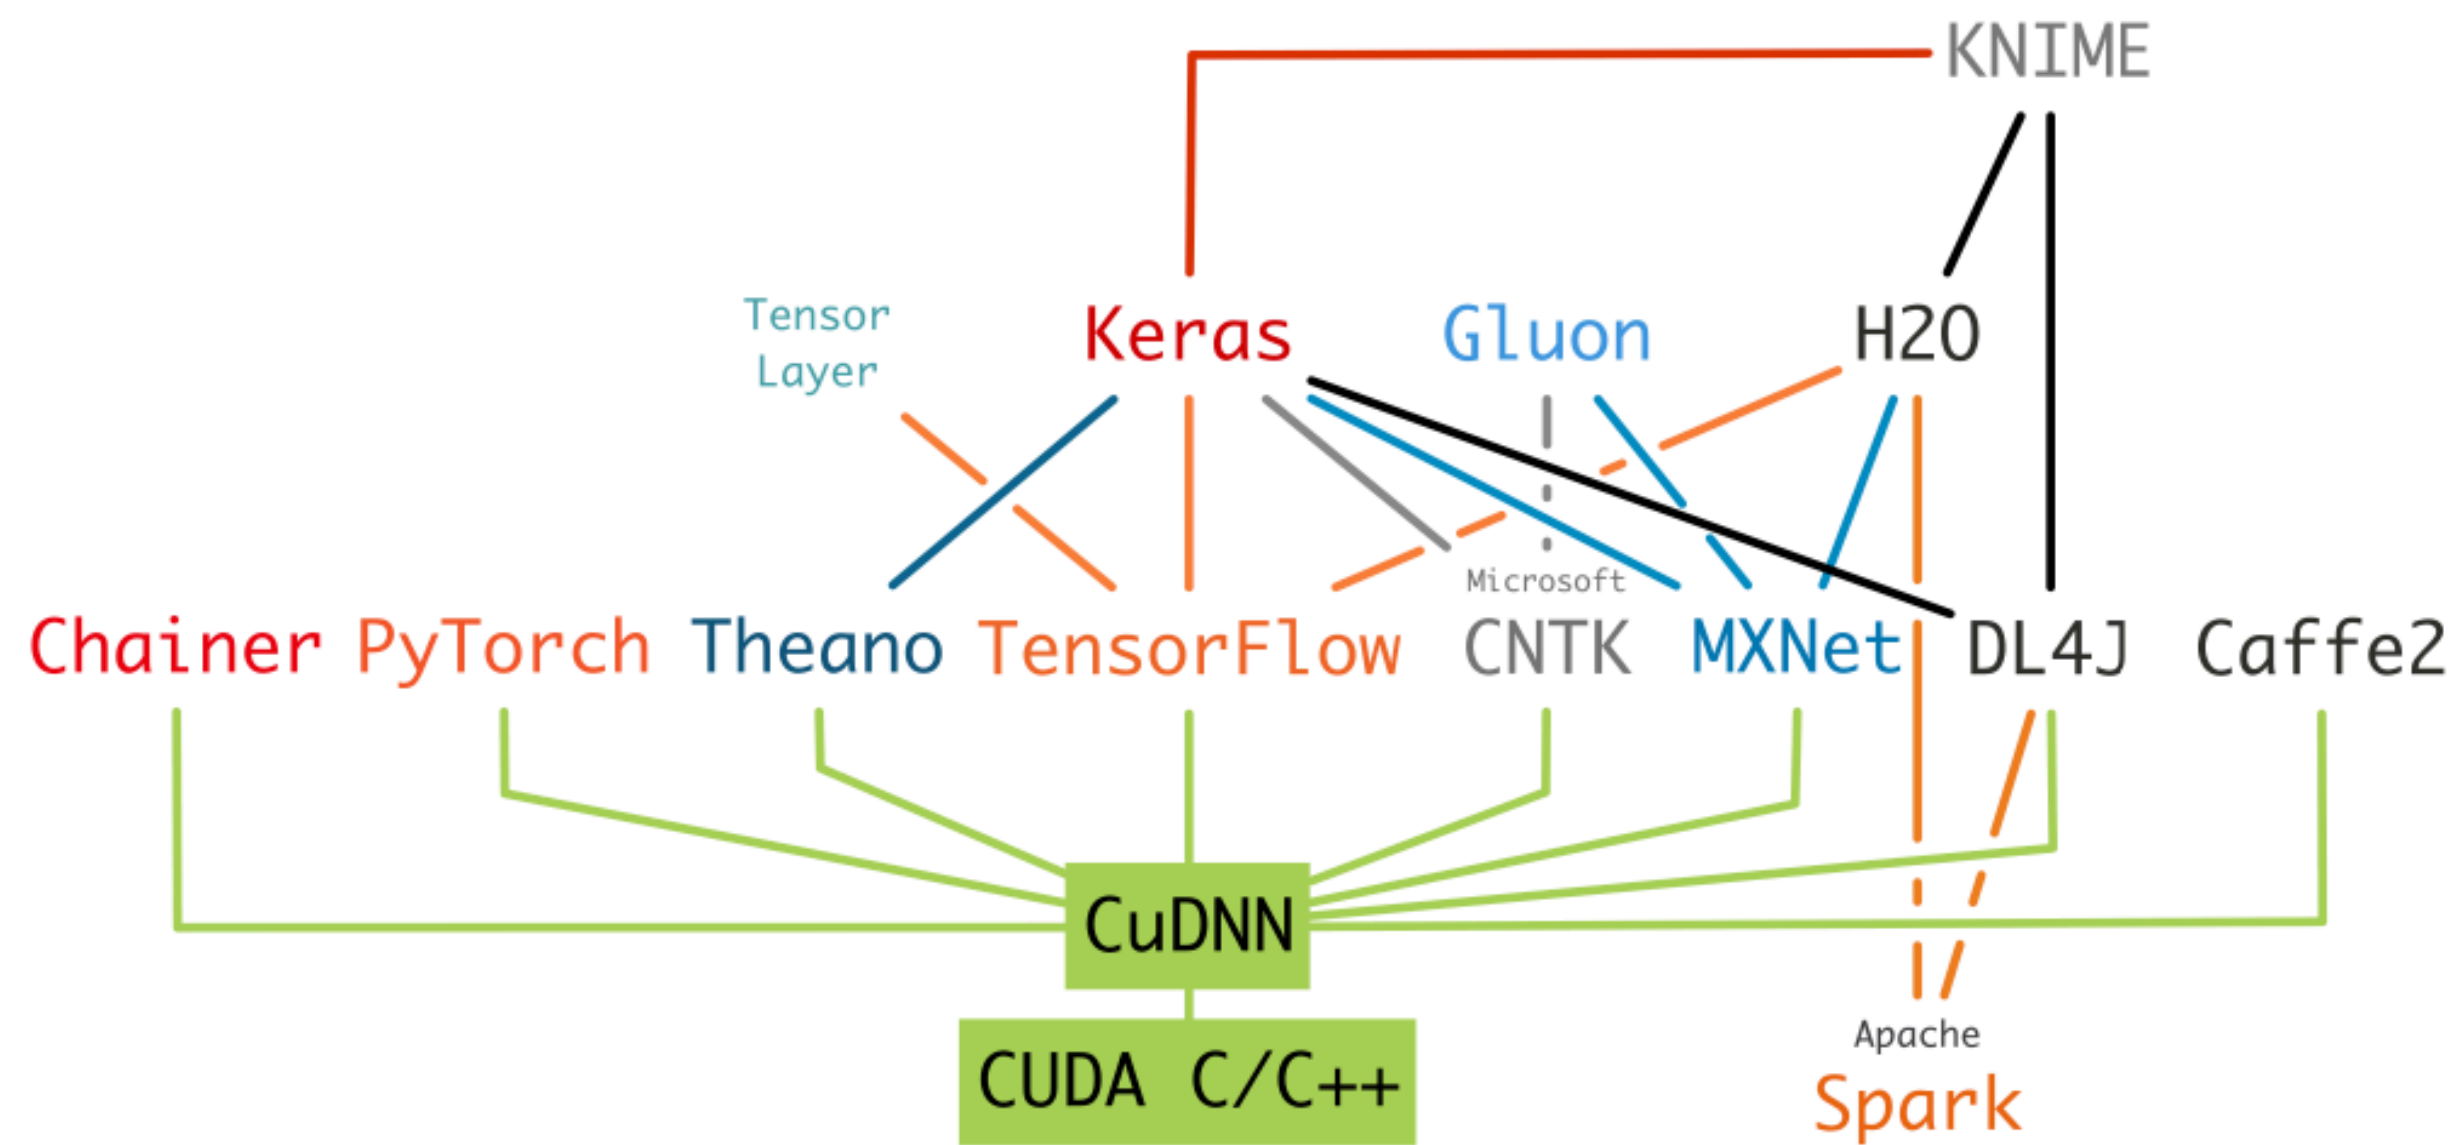 KNIME
Tensor
Layer
Keras
Gluon
H2O
Microsoft
Chainer
PyTorch
Theano
TensorFlow
CNTK
MXNet
DL4J
Caffe2
CuDNN
CUDA C/C++
Apache
Spark